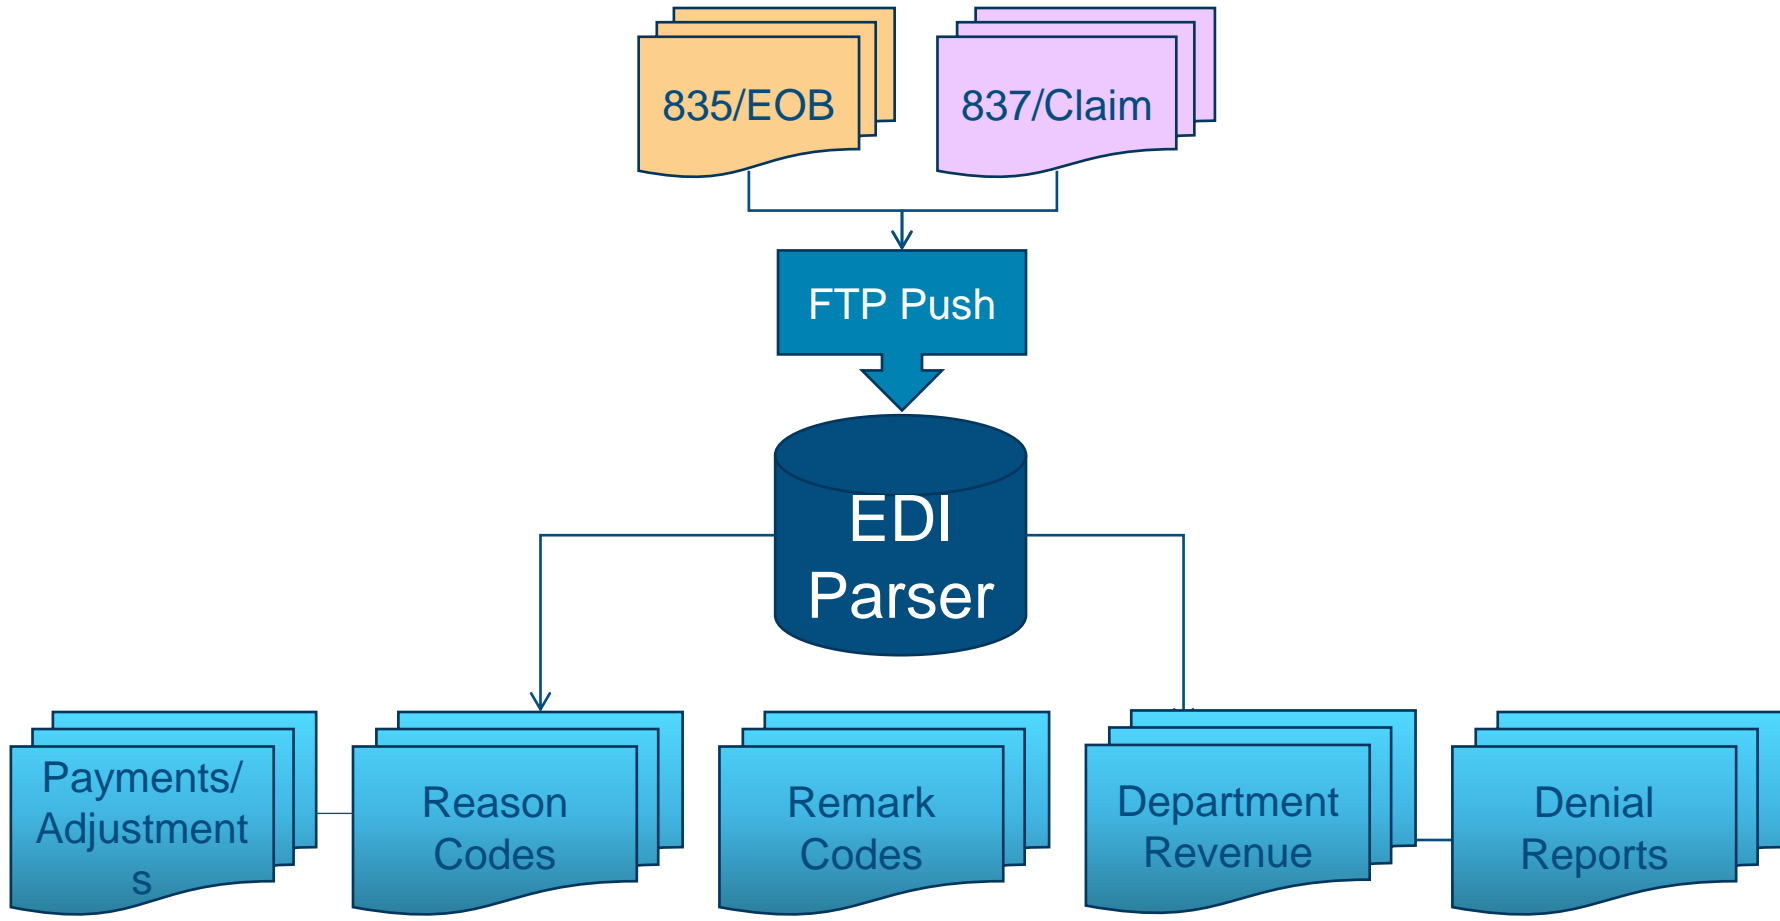 835/EOB
837/Claim
FTP Push
EDI
Parser
Payments/
Adjustment
s
Reason
Codes
Remark
Codes
Department
Revenue
Denial
Reports